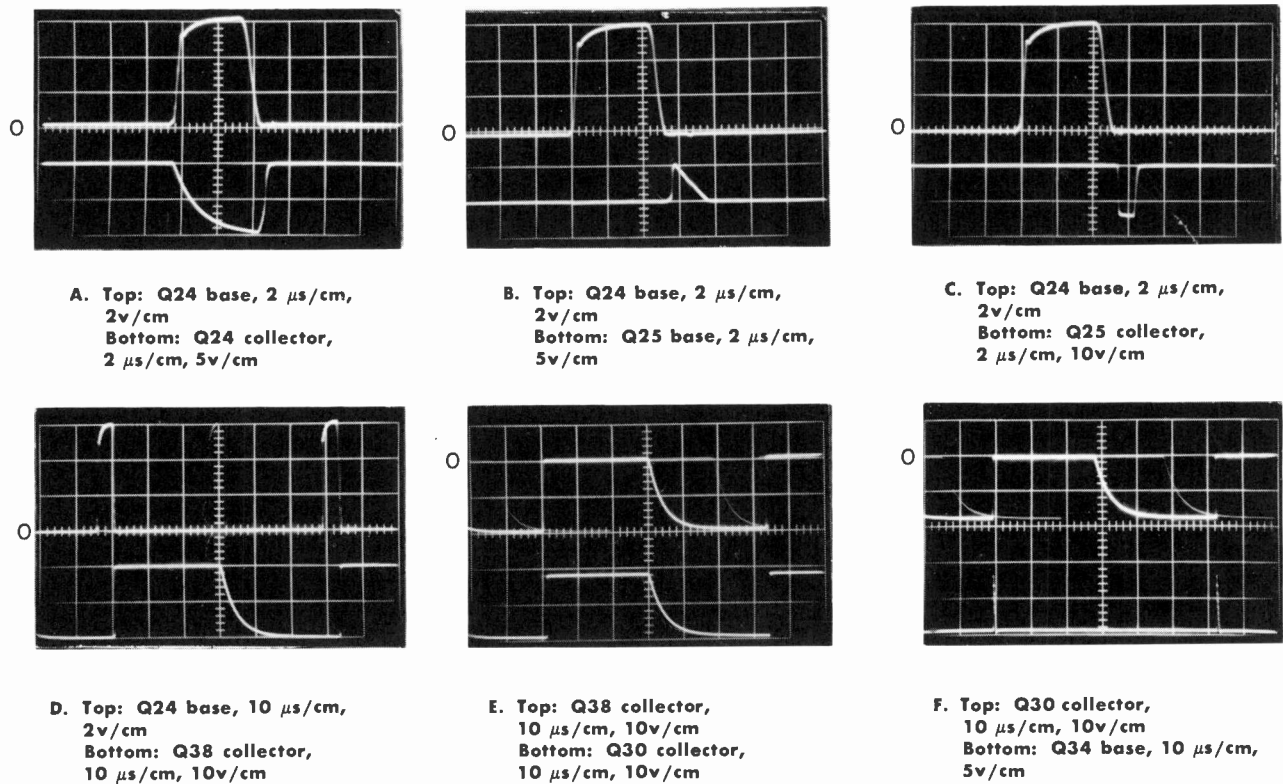 O
O
O
A. Top: Q24 base, 2 μs/cm,
2v/cm
Bottom: Q24 collector,
2 μs/cm, 5v/cm
B. Top: Q24 base, 2 μs/cm,
2v/cm
Bottom: Q25 base, 2 μs/cm,
5v/cm
C. Top: Q24 base, 2 μs/cm,
2v/cm
Bottom: Q25 collector,
2 μs/cm, 10v/cm
O
O
O
D. Top: Q24 base, 10 μs/cm,
2v/cm
Bottom: Q38 collector,
10 μs/cm, 10v/cm
E. Top: Q38 collector,
10 μs/cm, 10v/cm
Bottom: Q30 collector,
10 μs/cm, 10v/cm
F. Top: Q30 collector,
10 μs/cm, 10v/cm
Bottom: Q34 base, 10 μs/cm,
5v/cm